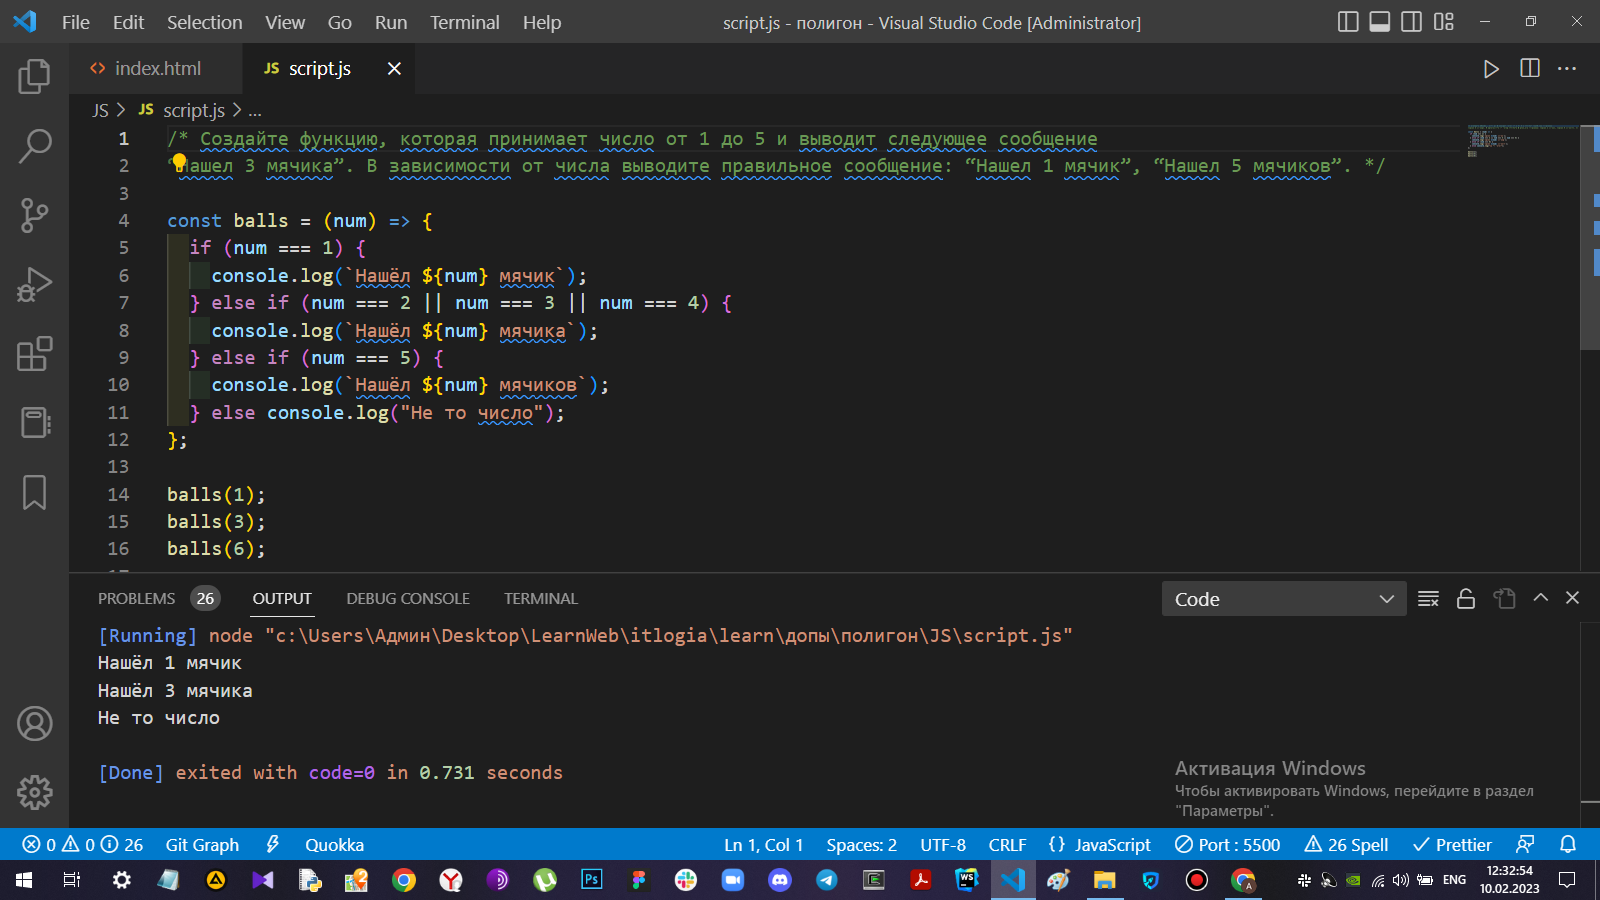 File Edit Selection View Go Run Terminal Help script.js - полигон - Visual Studio Code [Administrator]
index.html JS script.js
JS > JS script.js > ...
1 /* Создайте функцию, которая принимает число от 1 до 5 и выводит следующее сообщение
2 “Нашел 3 мячика”. В зависимости от числа выводите правильное сообщение: “Нашел 1 мячик”, “Нашел 5 мячиков”. */
3
4 const balls = (num) => {
5 if (num === 1) {
6 console.log(`Нашёл ${num} мячик`);
7 } else if (num === 2 || num === 3 || num === 4) {
8 console.log(`Нашёл ${num} мячика`);
9 } else if (num === 5) {
10 console.log(`Нашёл ${num} мячиков`);
11 } else console.log("Не то число");
12 };
13
14 balls(1);
15 balls(3);
16 balls(6);
PROBLEMS 26 OUTPUT DEBUG CONSOLE TERMINAL Code
[Running] node "c:\Users\Админ\Desktop\LearnWeb\itlogia\learn\допы\полигон\JS\script.js"
Нашёл 1 мячик
Нашёл 3 мячика
Не то число
[Done] exited with code=0 in 0.731 seconds
Активация Windows
Чтобы активировать Windows, перейдите в раздел
"Параметры".
0 0 26 Git Graph Quokka Ln 1, Col 1 Spaces: 2 UTF-8 CRLF {} JavaScript Port : 5500 26 Spell Prettier
ENG 12:32:54
10.02.2023